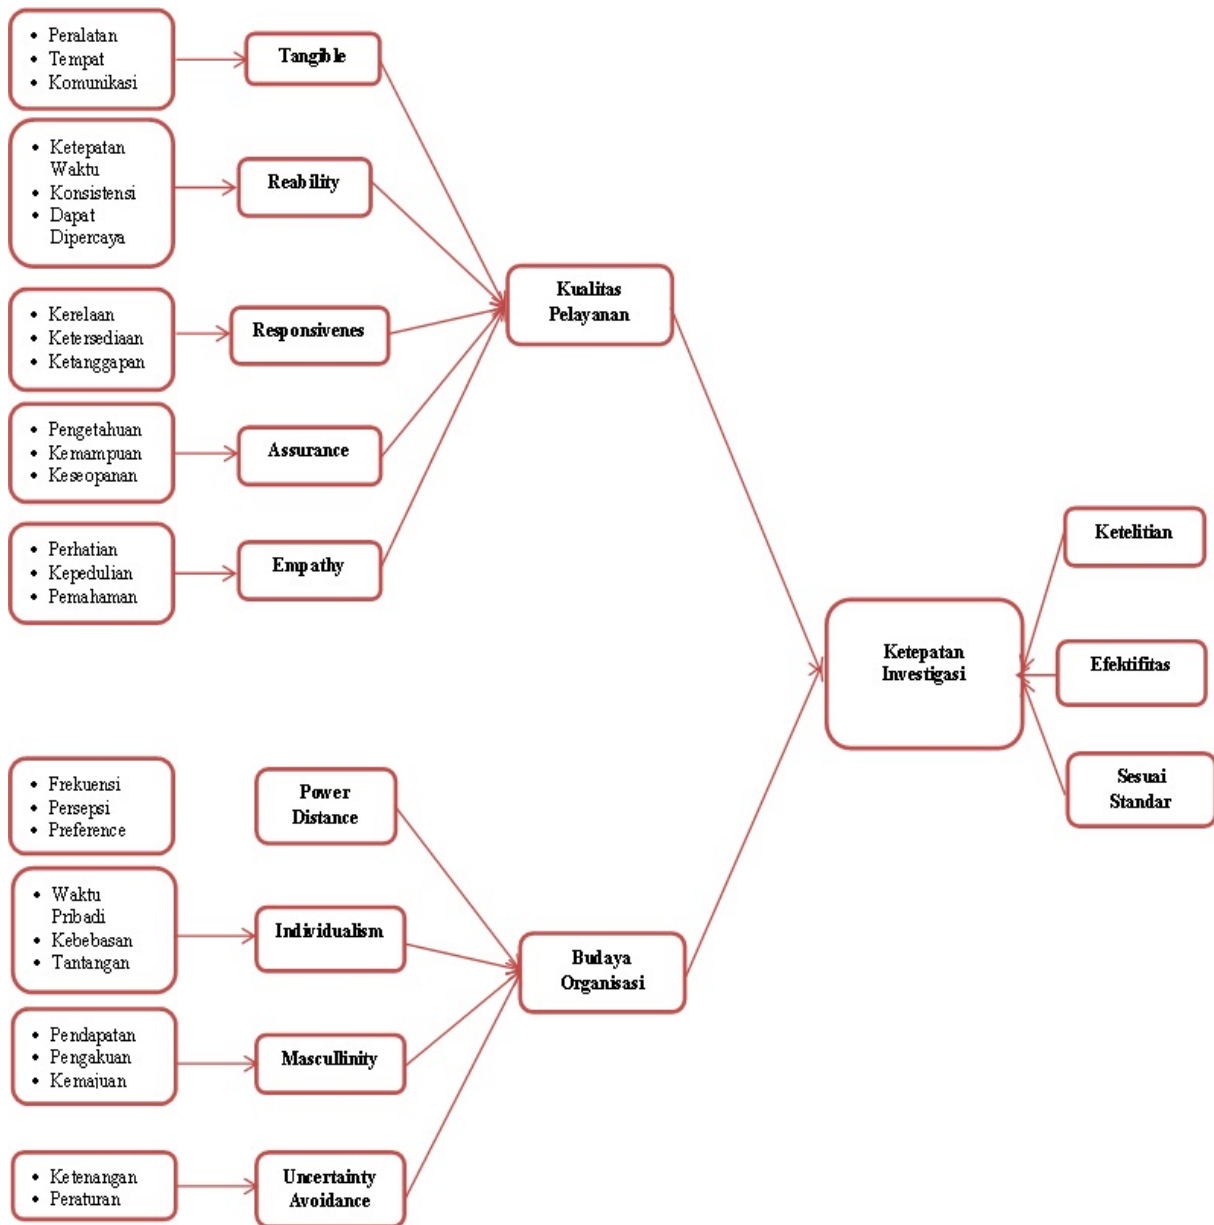 • Peralatan
• Tempat
• Komunikasi
Tangible
• Ketepatan
Waktu
• Konsistensi
• Dapat
Dipercaya
Reability
• Kerelaan
• Ketersediaan
• Ketanggapan
Responsivenes
• Pengetahuan
• Kemampuan
• Keseopanan
Assurance
• Perhatian
• Kepedulian
• Pemahaman
Empathy
Kualitas
Pelayanan
• Frekuensi
• Persepsi
• Preference
Power
Distance
• Waktu
Pribadi
• Kebebasan
• Tantangan
Individualism
• Pendapatan
• Pengakuan
• Kemajuan
Mascullinity
• Ketenangan
• Peraturan
Uncertainty
Avoidance
Budaya
Organisasi
Ketepatan
Investigasi
Ketelitian
Efektifitas
Sesuai
Standar